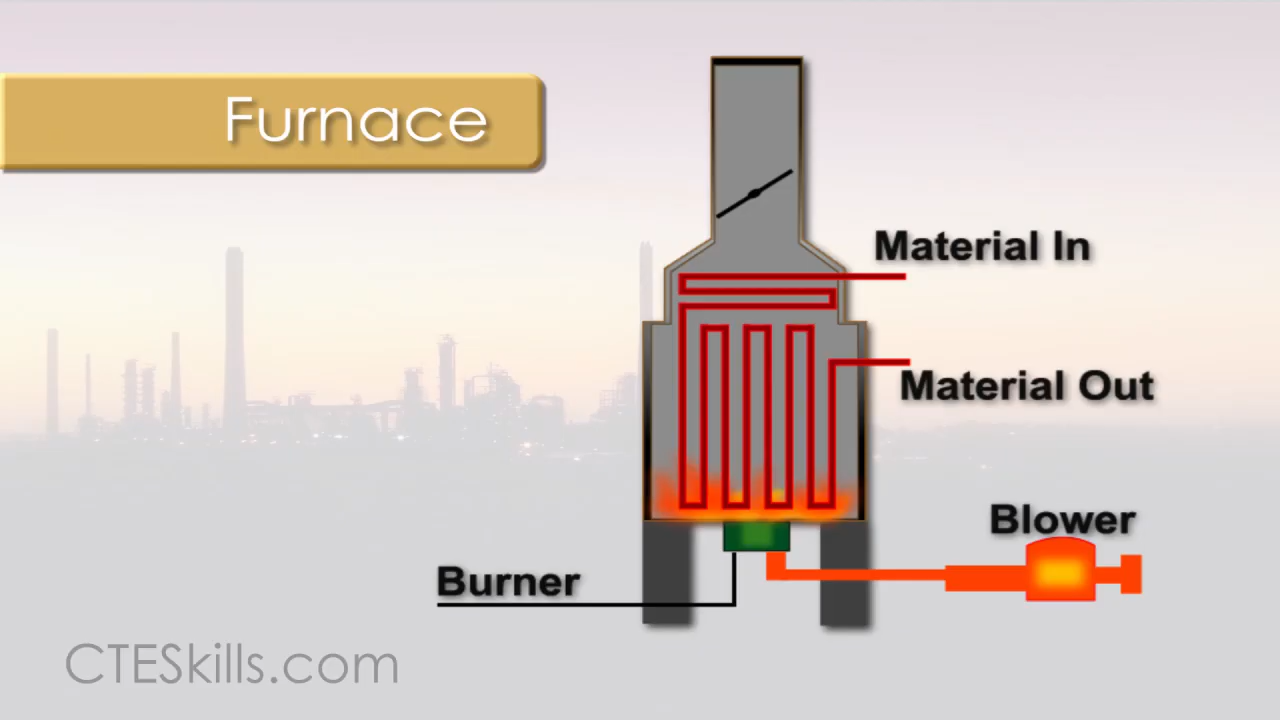 Furnace
Material In
Material Out
Blower
Burner
CTESkills.com